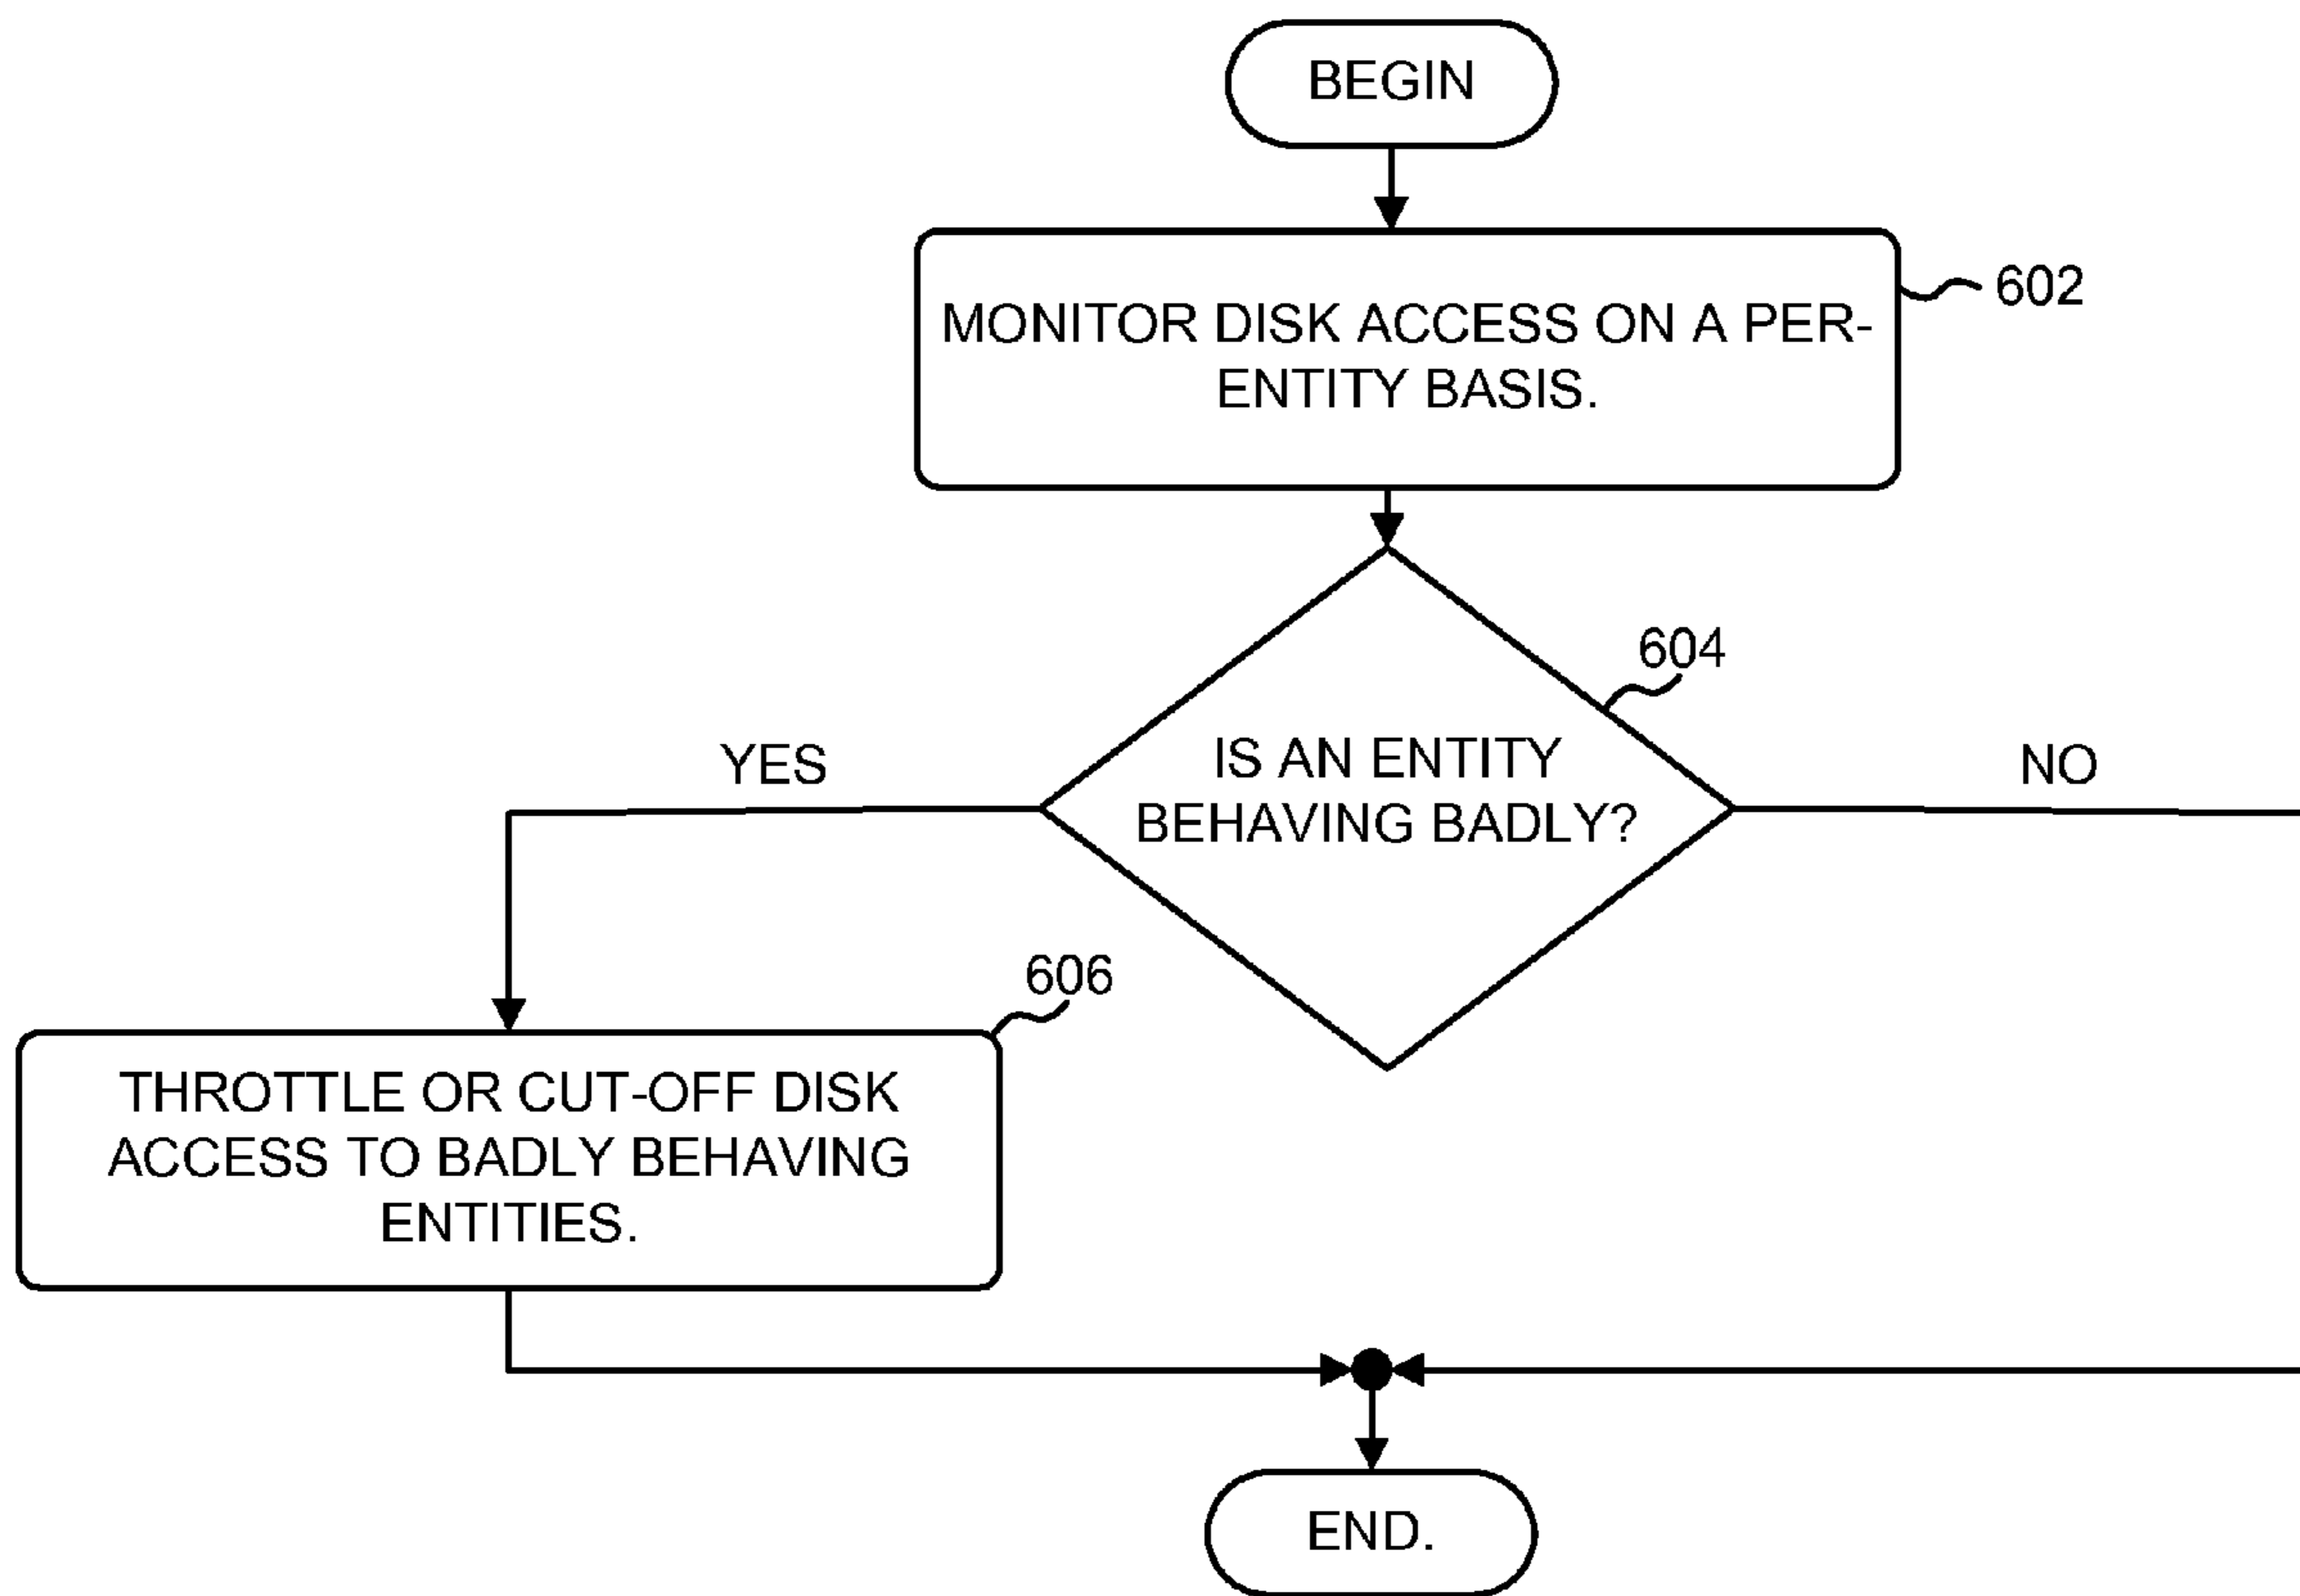 BEGIN
MONITOR DISK ACCESS ON A PER-
ENTITY BASIS.
602
604
IS AN ENTITY
BEHAVING BADLY?
YES
NO
606
THROTTLE OR CUT-OFF DISK
ACCESS TO BADLY BEHAVING
ENTITIES.
END.